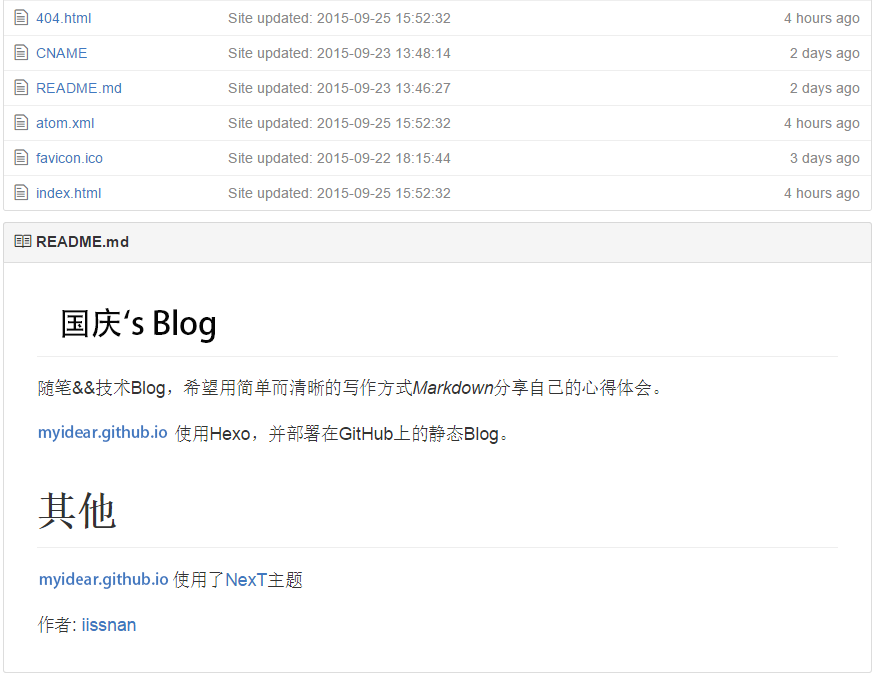 404.html Site updated: 2015-09-25 15:52:32 4 hours ago
CNAME Site updated: 2015-09-23 13:48:14 2 days ago
README.md Site updated: 2015-09-23 13:46:27 2 days ago
atom.xml Site updated: 2015-09-25 15:52:32 4 hours ago
favicon.ico Site updated: 2015-09-22 18:15:44 3 days ago
index.html Site updated: 2015-09-25 15:52:32 4 hours ago
README.md
国庆‘s Blog
随笔&&技术Blog，希望用简单而清晰的写作方式Markdown分享自己的心得体会。
myidear.github.io 使用Hexo，并部署在GitHub上的静态Blog。
其他
myidear.github.io 使用了NexT主题
作者: iissnan